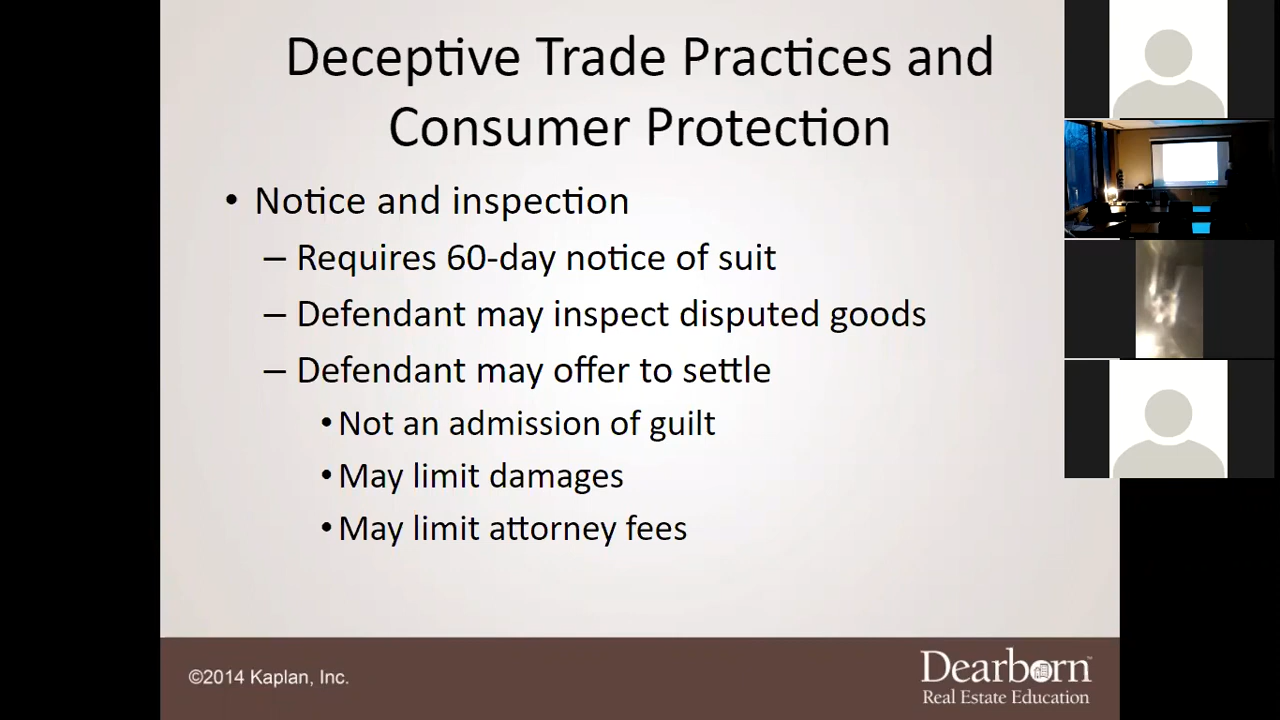 Deceptive Trade Practices and
Consumer Protection
• Notice and inspection
– Requires 60-day notice of suit
– Defendant may inspect disputed goods
– Defendant may offer to settle
• Not an admission of guilt
• May limit damages
• May limit attorney fees
©2014 Kaplan, Inc.
Dearborn™
Real Estate Education